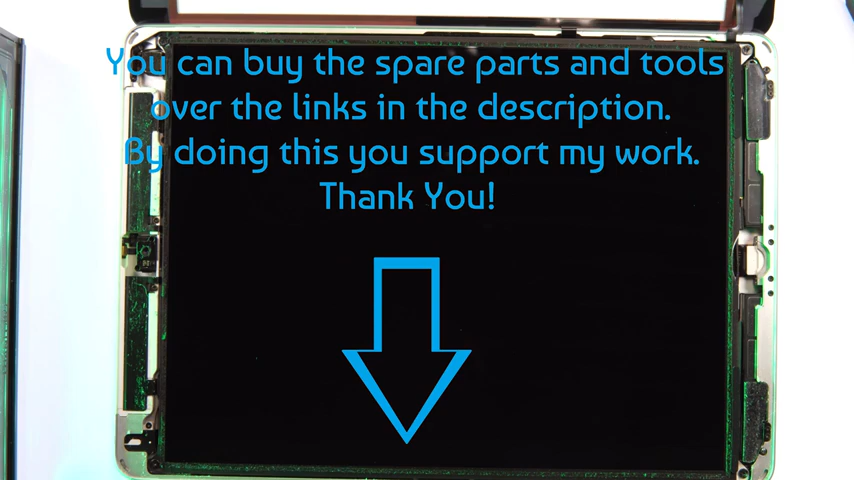 You can buy the spare parts and tools
over the links in the description.
By doing this you support my work.
Thank You!